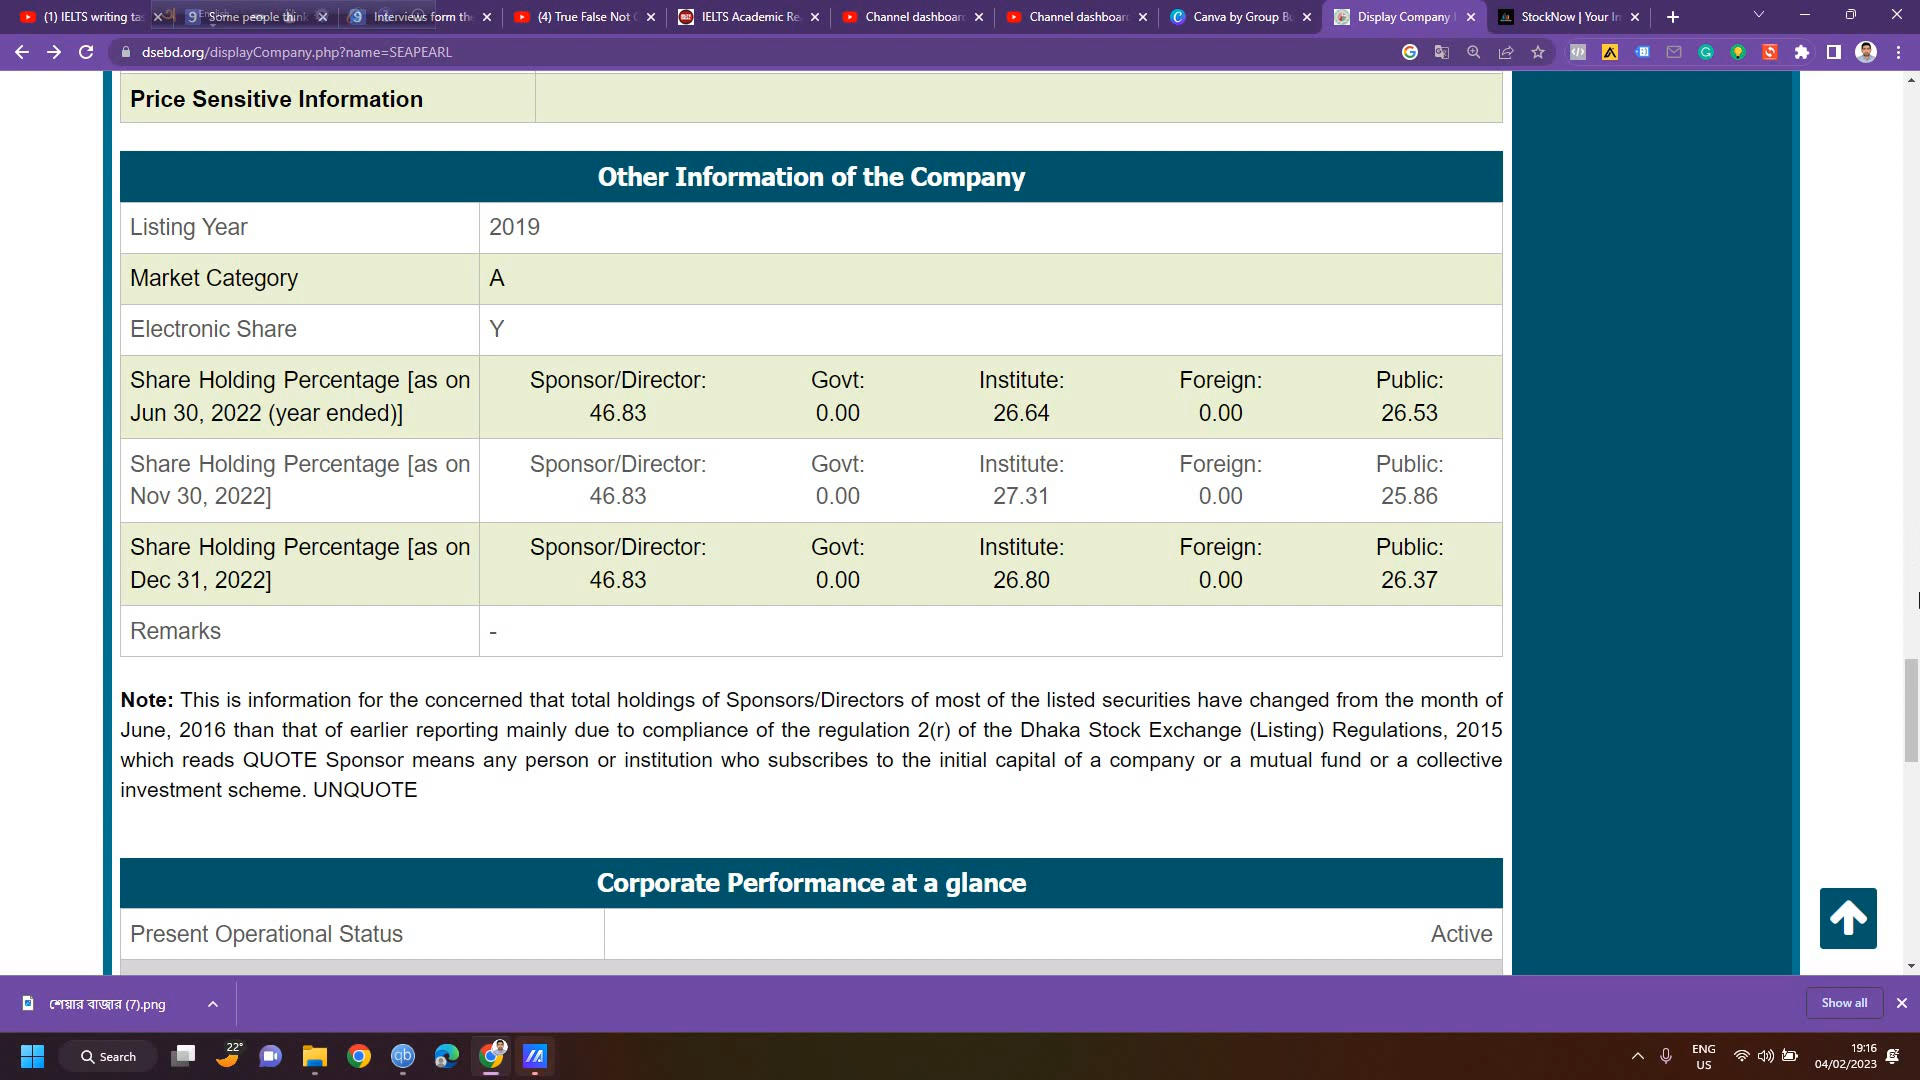 (1) IELTS writing ta
Some people thi
Interviews form the
(4) True False Not
IELTS Academic Re
Channel dashboar
Channel dashboar
Canva by Group B
Display Company
StockNow | Your I
dsebd.org/displayCompany.php?name=SEAPEARL
Price Sensitive Information
Other Information of the Company
Listing Year 2019
Market Category A
Electronic Share Y
Share Holding Percentage [as on Sponsor/Director: Govt: Institute: Foreign: Public:
Jun 30, 2022 (year ended)] 46.83 0.00 26.64 0.00 26.53
Share Holding Percentage [as on Sponsor/Director: Govt: Institute: Foreign: Public:
Nov 30, 2022] 46.83 0.00 27.31 0.00 25.86
Share Holding Percentage [as on Sponsor/Director: Govt: Institute: Foreign: Public:
Dec 31, 2022] 46.83 0.00 26.80 0.00 26.37
Remarks -
Note: This is information for the concerned that total holdings of Sponsors/Directors of most of the listed securities have changed from the month of
June, 2016 than that of earlier reporting mainly due to compliance of the regulation 2(r) of the Dhaka Stock Exchange (Listing) Regulations, 2015
which reads QUOTE Sponsor means any person or institution who subscribes to the initial capital of a company or a mutual fund or a collective
investment scheme. UNQUOTE
Corporate Performance at a glance
Present Operational Status Active
শেয়ার বাজার (7).png
Show all
Search
22°
ENG
US
19:16
04/02/2023